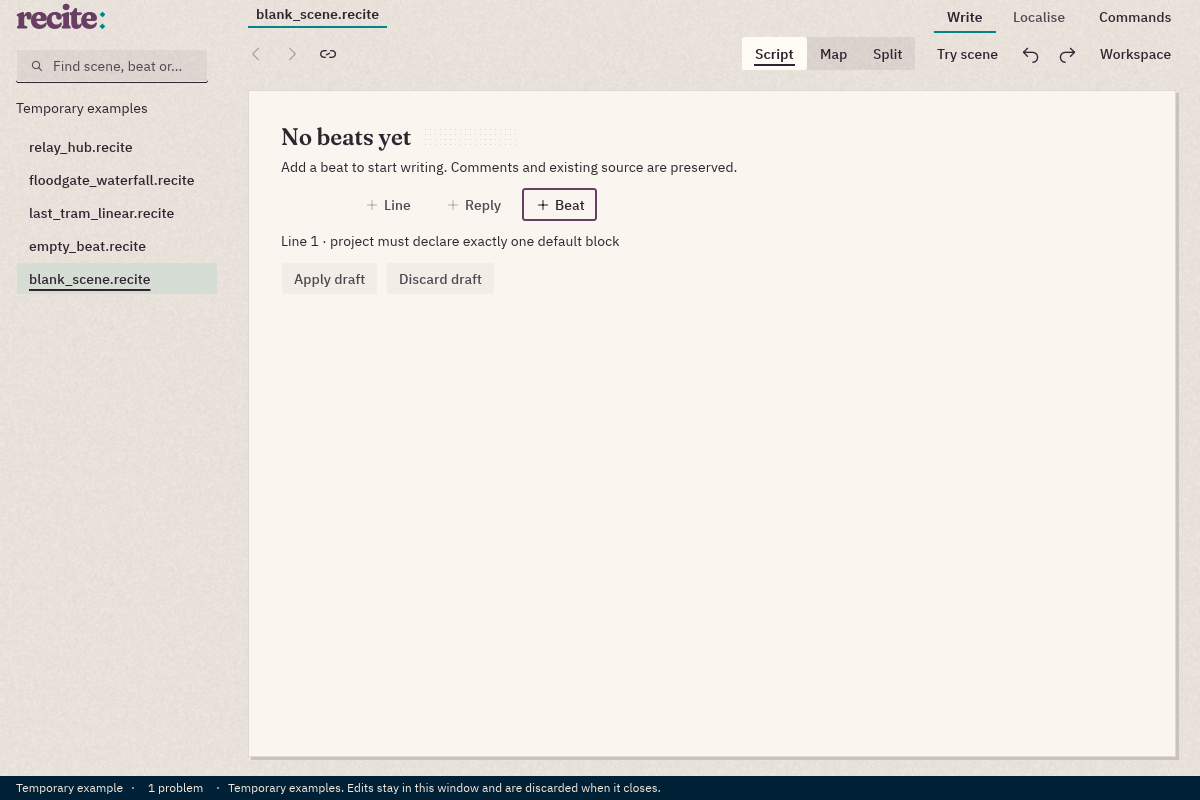 recite:
blank_scene.recite
Write Localise Commands
Find scene, beat or...
Script Map Split Try scene Workspace
Temporary examples
relay_hub.recite
floodgate_waterfall.recite
last_tram_linear.recite
empty_beat.recite
blank_scene.recite
No beats yet
Add a beat to start writing. Comments and existing source are preserved.
+ Line + Reply + Beat
Line 1 · project must declare exactly one default block
Apply draft Discard draft
Temporary example · 1 problem · Temporary examples. Edits stay in this window and are discarded when it closes.